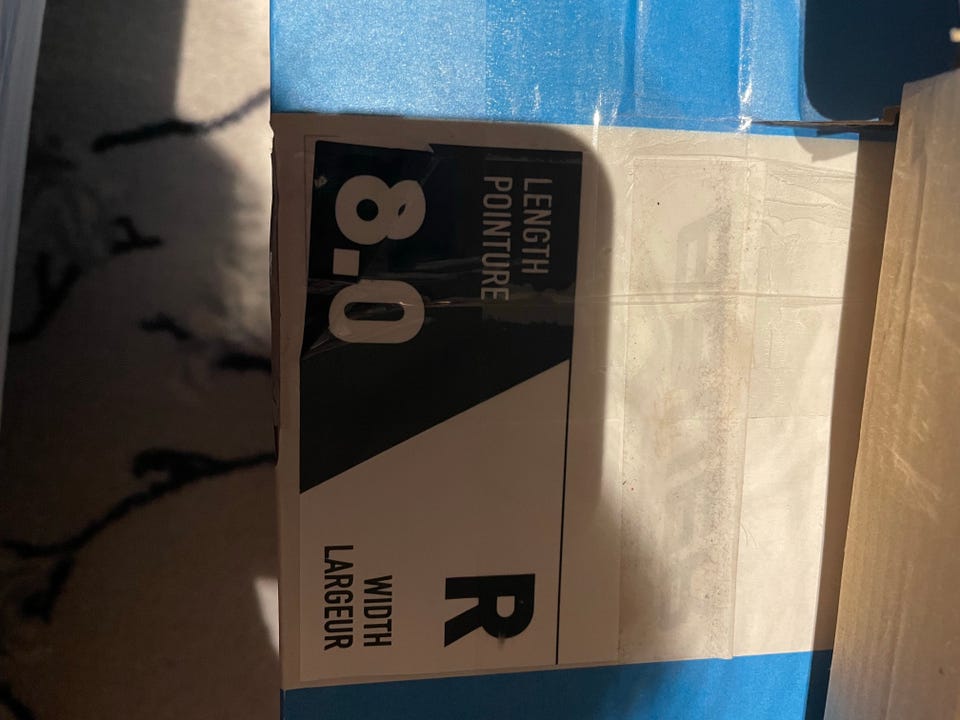 LENGTH
POINTURE
8.0
R
WIDTH
LARGEUR